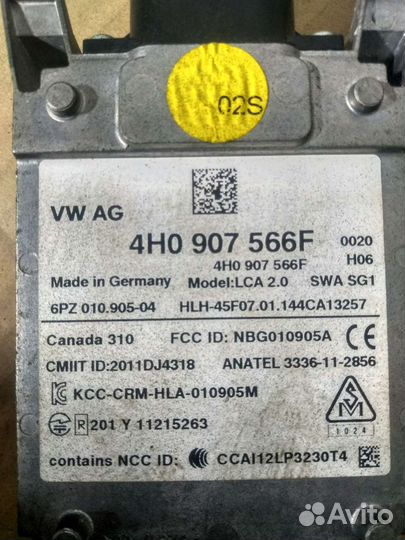 02S
VW AG
4H0 907 566F 0020
4H0 907 566F H06
Made in Germany Model:LCA 2.0 SWA SG1
6PZ 010.905-04 HLH-45F07.01.144CA13257
Canada 310 FCC ID: NBG010905A CE
CMIIT ID:2011DJ4318 ANATEL 3336-11-2856
KCC-CRM-HLA-010905M
R 201 Y 11215263
S M
1024
contains NCC ID: CCAI12LP3230T4
Avito